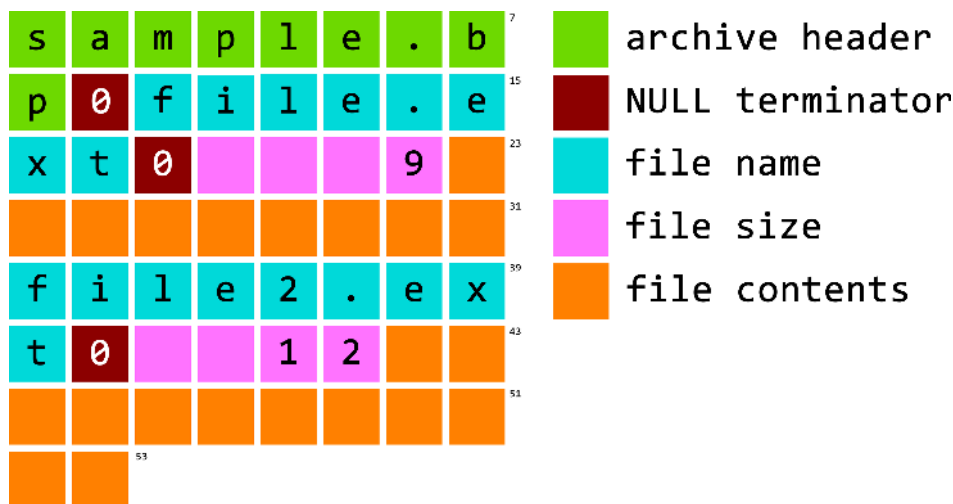 s a m p l e . b 7
p 0 f i l e . e 15
x t 0 9 23
31
f i l e 2 . e x 39
t 0 1 2 43
51
53
archive header
NULL terminator
file name
file size
file contents